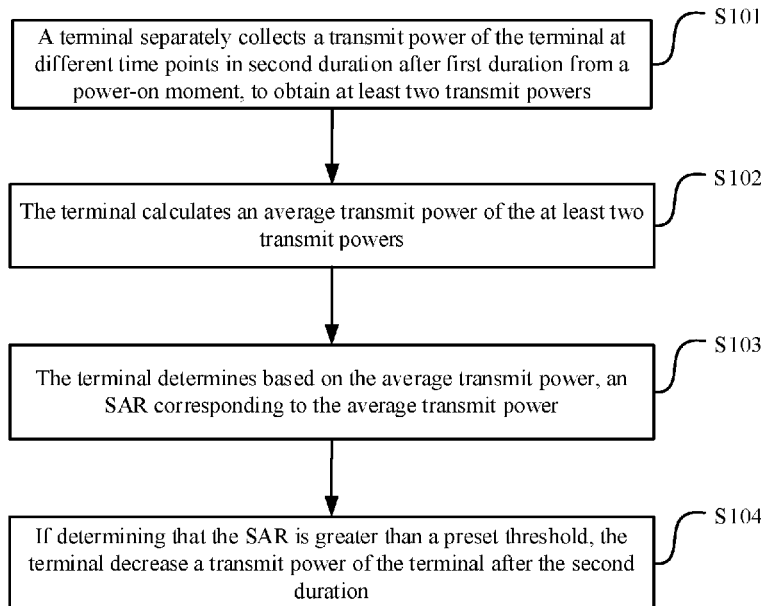 S101
A terminal separately collects a transmit power of the terminal at
different time points in second duration after first duration from a
power-on moment, to obtain at least two transmit powers
S102
The terminal calculates an average transmit power of the at least two
transmit powers
S103
The terminal determines based on the average transmit power, an
SAR corresponding to the average transmit power
S104
If determining that the SAR is greater than a preset threshold, the
terminal decrease a transmit power of the terminal after the second
duration